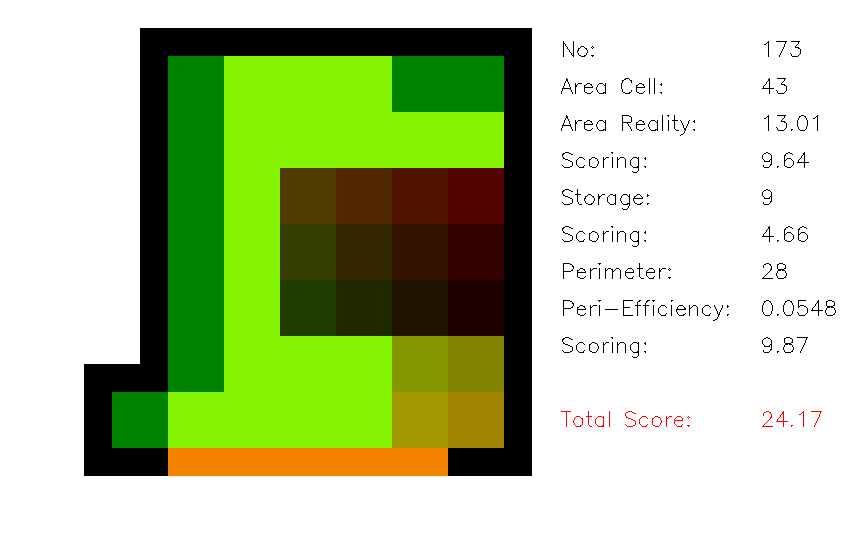 No: 173
Area Cell: 43
Area Reality: 13.01
Scoring: 9.64
Storage: 9
Scoring: 4.66
Perimeter: 28
Peri-Efficiency: 0.0548
Scoring: 9.87
Total Score: 24.17